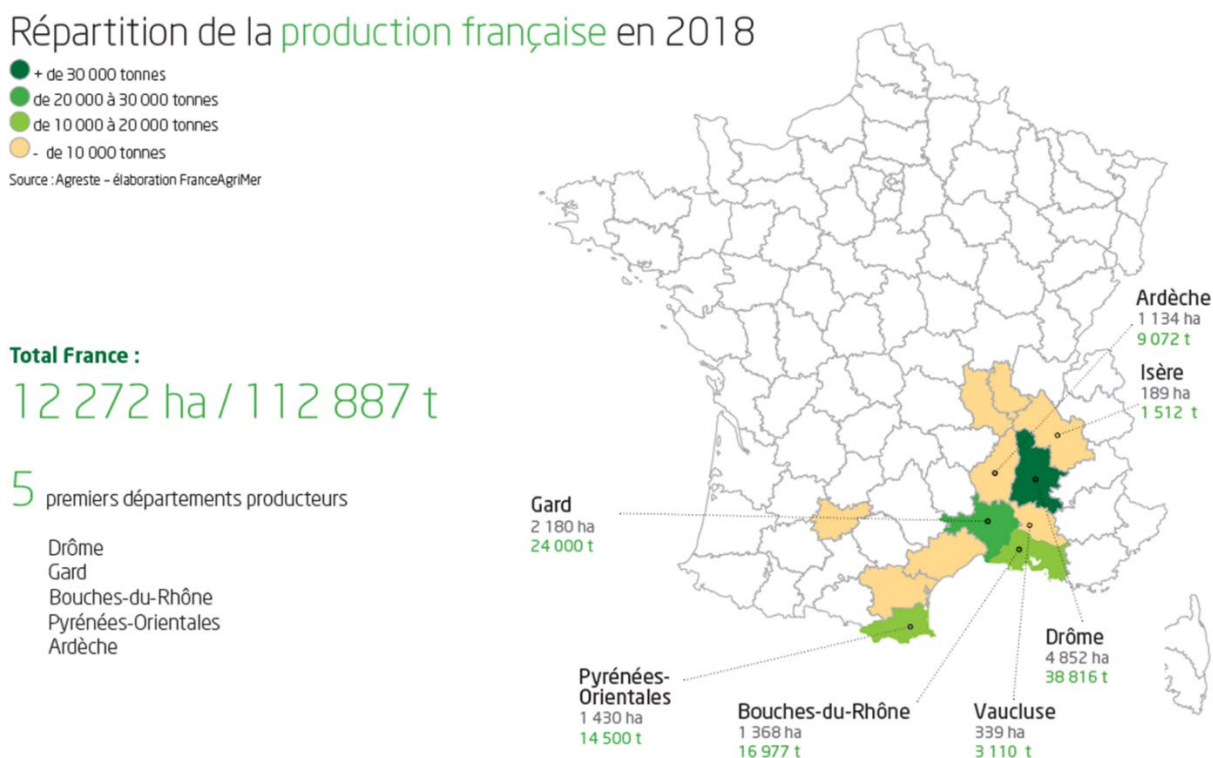 Répartition de la production française en 2018
+ de 30 000 tonnes
de 20 000 à 30 000 tonnes
de 10 000 à 20 000 tonnes
- de 10 000 tonnes
Source : Agreste – élaboration FranceAgriMer
Total France :
12 272 ha / 112 887 t
5 premiers départements producteurs
Drôme
Gard
Bouches-du-Rhône
Pyrénées-Orientales
Ardèche
Ardèche
1 134 ha
9 072 t
Isère
189 ha
1 512 t
Gard
2 180 ha
24 000 t
Drôme
4 852 ha
38 816 t
Pyrénées-
Orientales
1 430 ha
14 500 t
Bouches-du-Rhône
1 368 ha
16 977 t
Vaucluse
339 ha
3 110 t